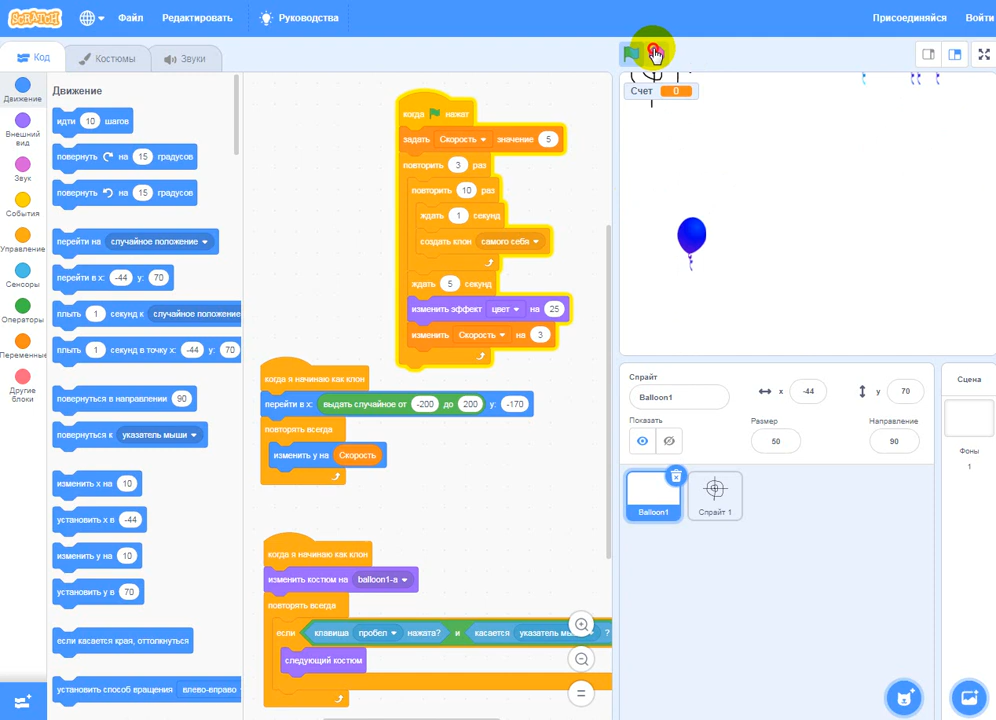 SCRATCH Файл Редактировать Руководства Присоединяйся Войти
Код Костюмы Звуки
Движение
Внешний вид
Звук
События
Управление
Сенсоры
Операторы
Переменные
Другие блоки
Движение
идти 10 шагов
повернуть на 15 градусов
повернуть на 15 градусов
перейти на случайное положение
перейти в x: -44 y: 70
плыть 1 секунд к случайное положение
плыть 1 секунд в точку x: -44 y: 70
повернуться в направлении 90
повернуться к указатель мыши
изменить x на 10
установить x в -44
изменить y на 10
установить y в 70
если касается края, оттолкнуться
установить способ вращения влево-вправо
когда нажат
задать Скорость значение 5
повторить 3 раз
повторить 10 раз
ждать 1 секунд
создать клон самого себя
ждать 5 секунд
изменить эффект цвет на 25
изменить Скорость на 3
когда я начинаю как клон
перейти в x: выдать случайное от -200 до 200 y: -170
повторять всегда
изменить y на Скорость
когда я начинаю как клон
изменить костюм на balloon1-a
повторять всегда
если клавиша пробел нажата? и касается указатель ?
следующий костюм
Счет 0
Спрайт
Balloon1 x -44 y 70
Показать Размер Направление
50 90
Balloon1 Спрайт 1
Сцена
Фоны
1